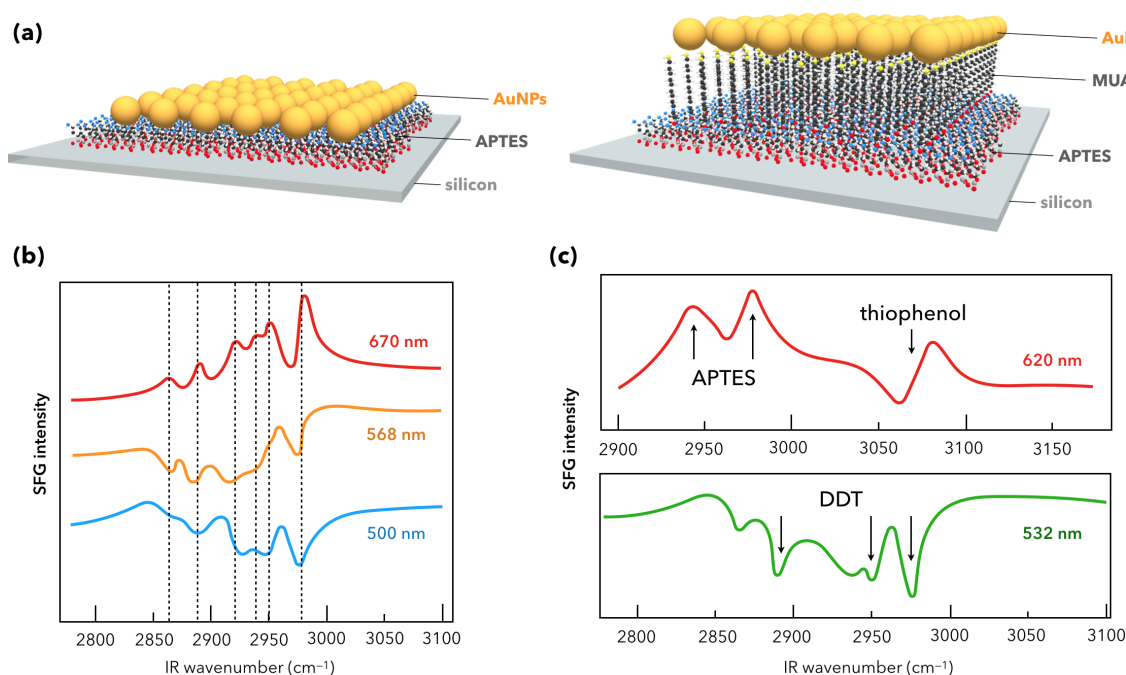 (a)
AuNPs
APTES
silicon
Au
MUA
APTES
silicon
(b)
SFG intensity
670 nm
568 nm
500 nm
2800 2850 2900 2950 3000 3050 3100
IR wavenumber (cm⁻¹)
(c)
SFG intensity
APTES
thiophenol
620 nm
2900 2950 3000 3050 3100 3150
DDT
532 nm
2800 2850 2900 2950 3000 3100
IR wavenumber (cm⁻¹)